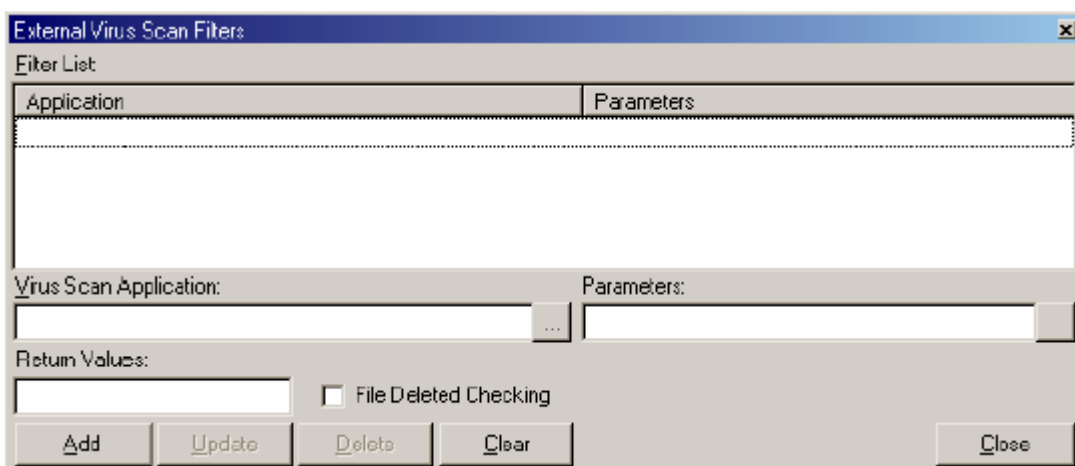 External Virus Scan Filters
Filter List
Application Parameters
Virus Scan Application: Parameters:
...
Return Values:
File Deleted Checking
Add Update Delete Clear Close